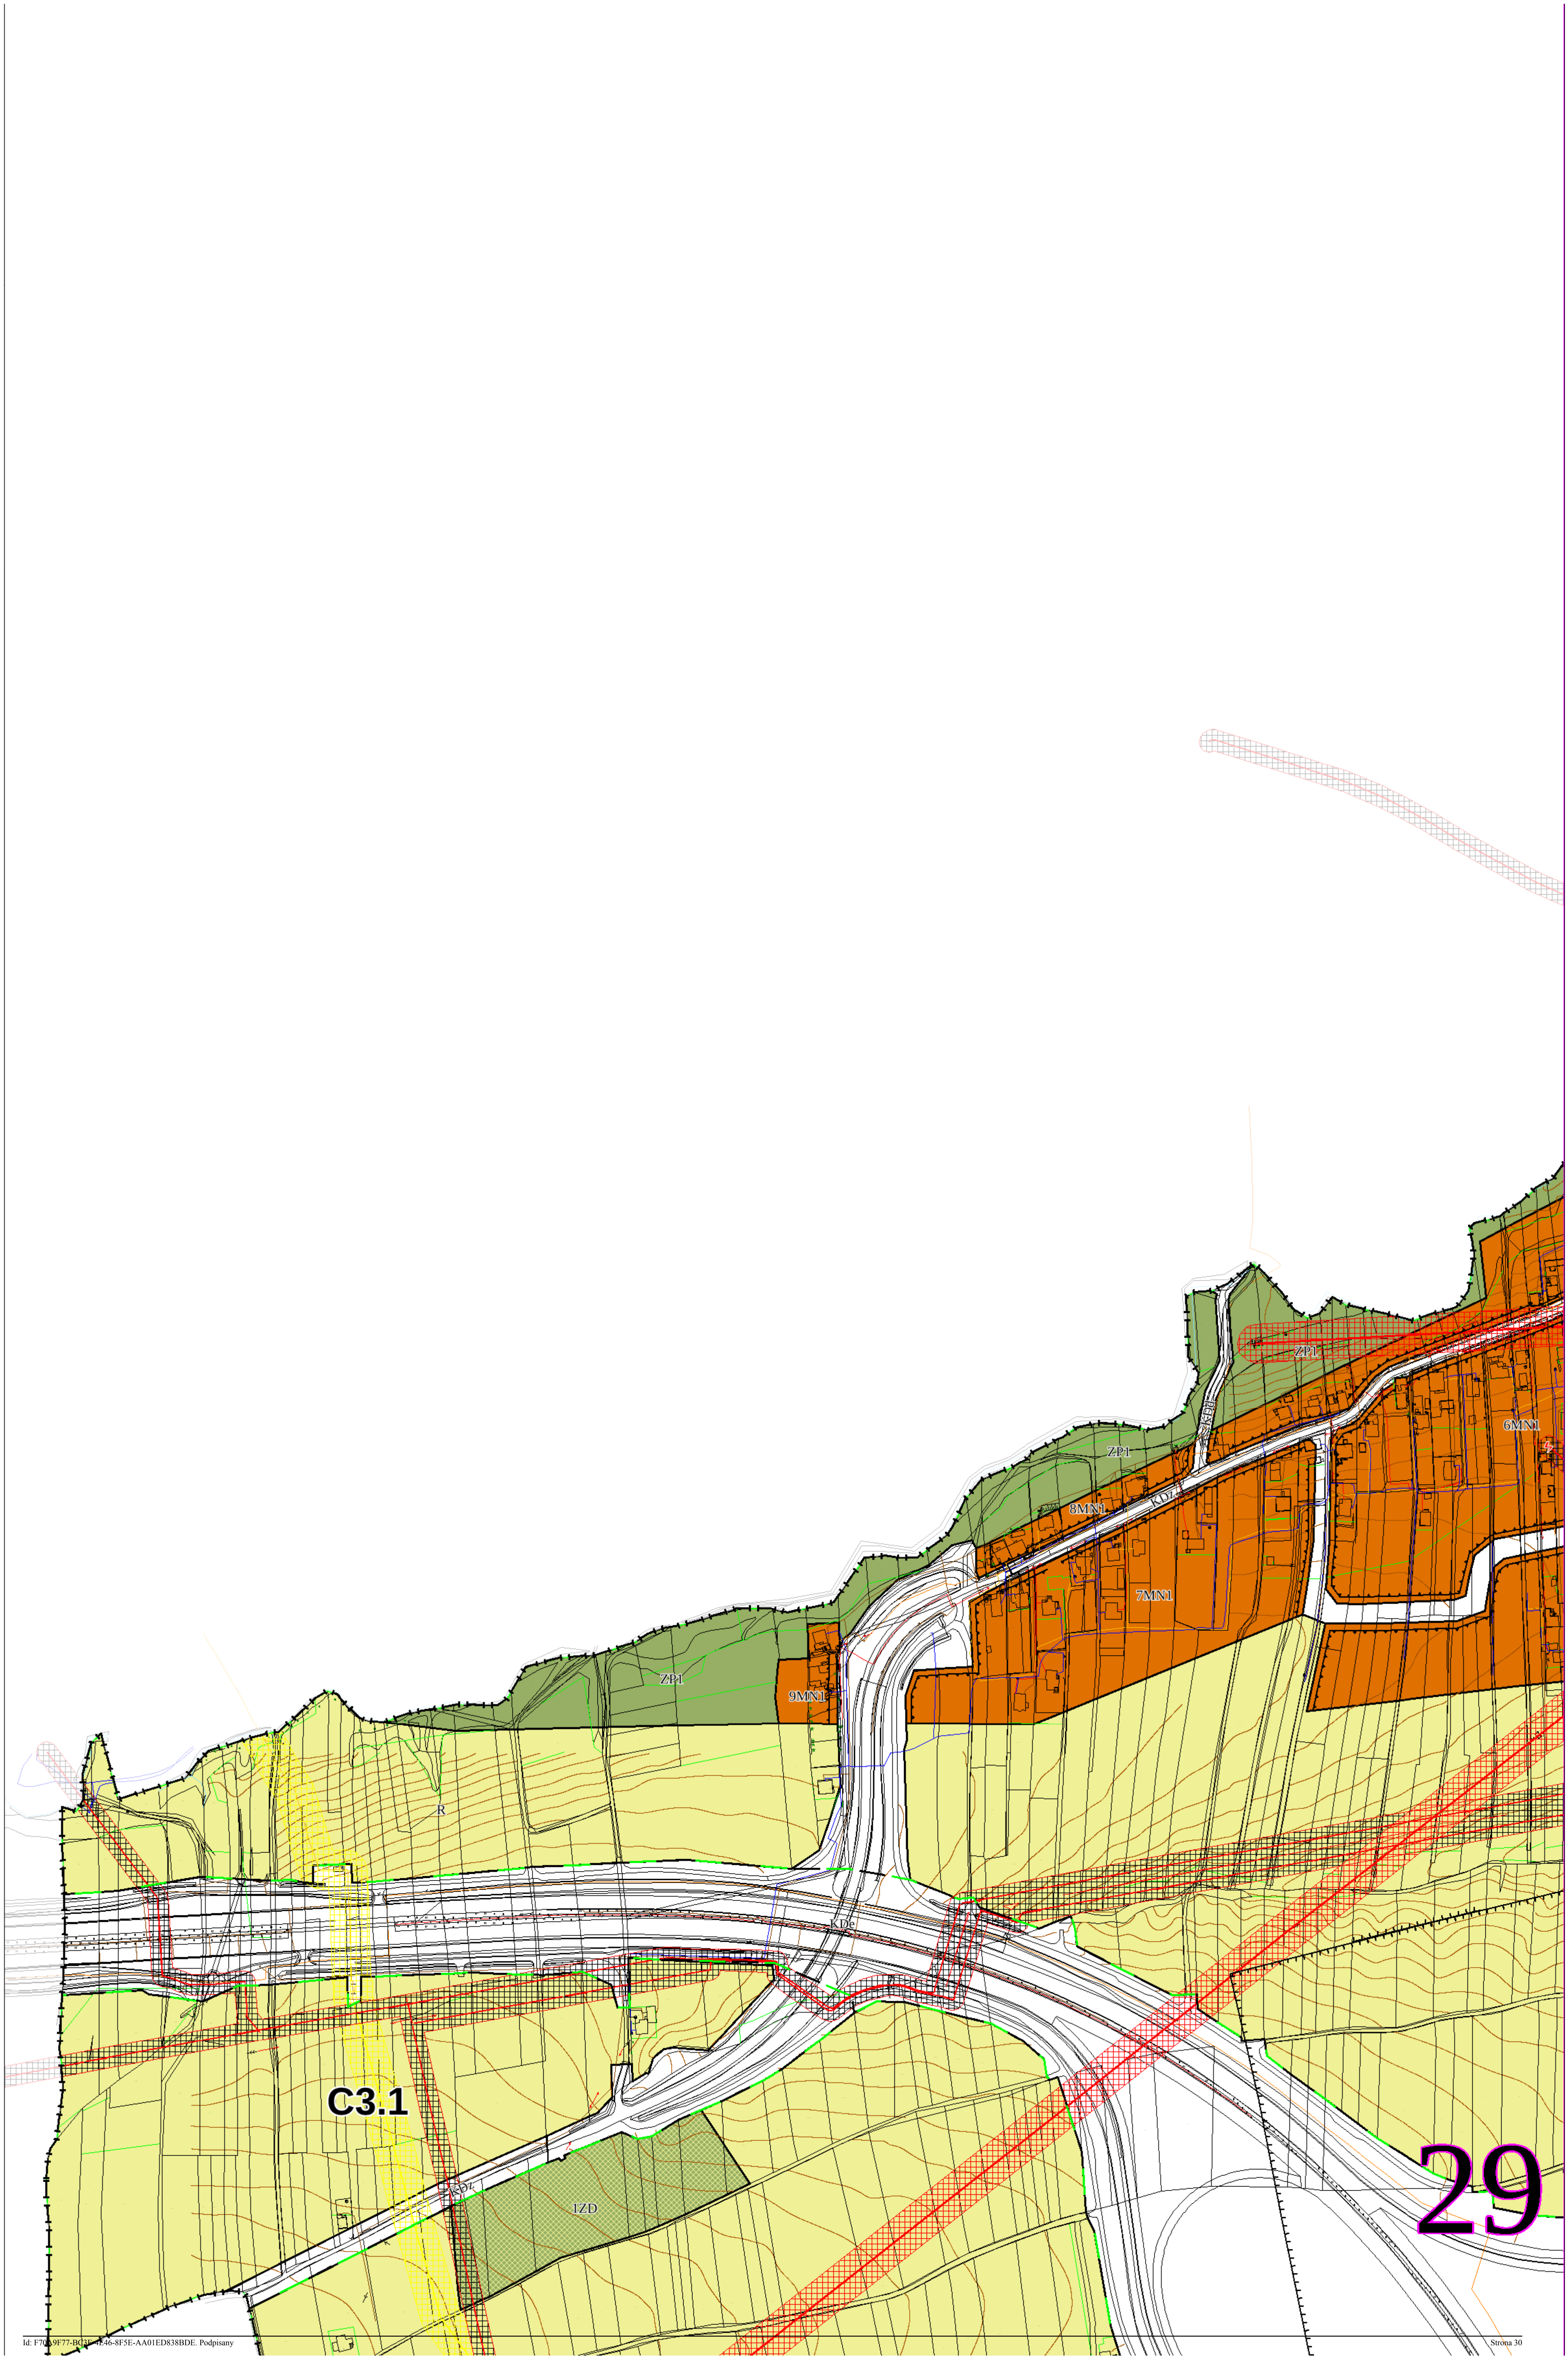 ZP1
6MN1
ZP1
8MN1
KDz
7MN1
ZP1
9MN1
R
KDe
C3.1
29
KDz
1ZD
Strona 30